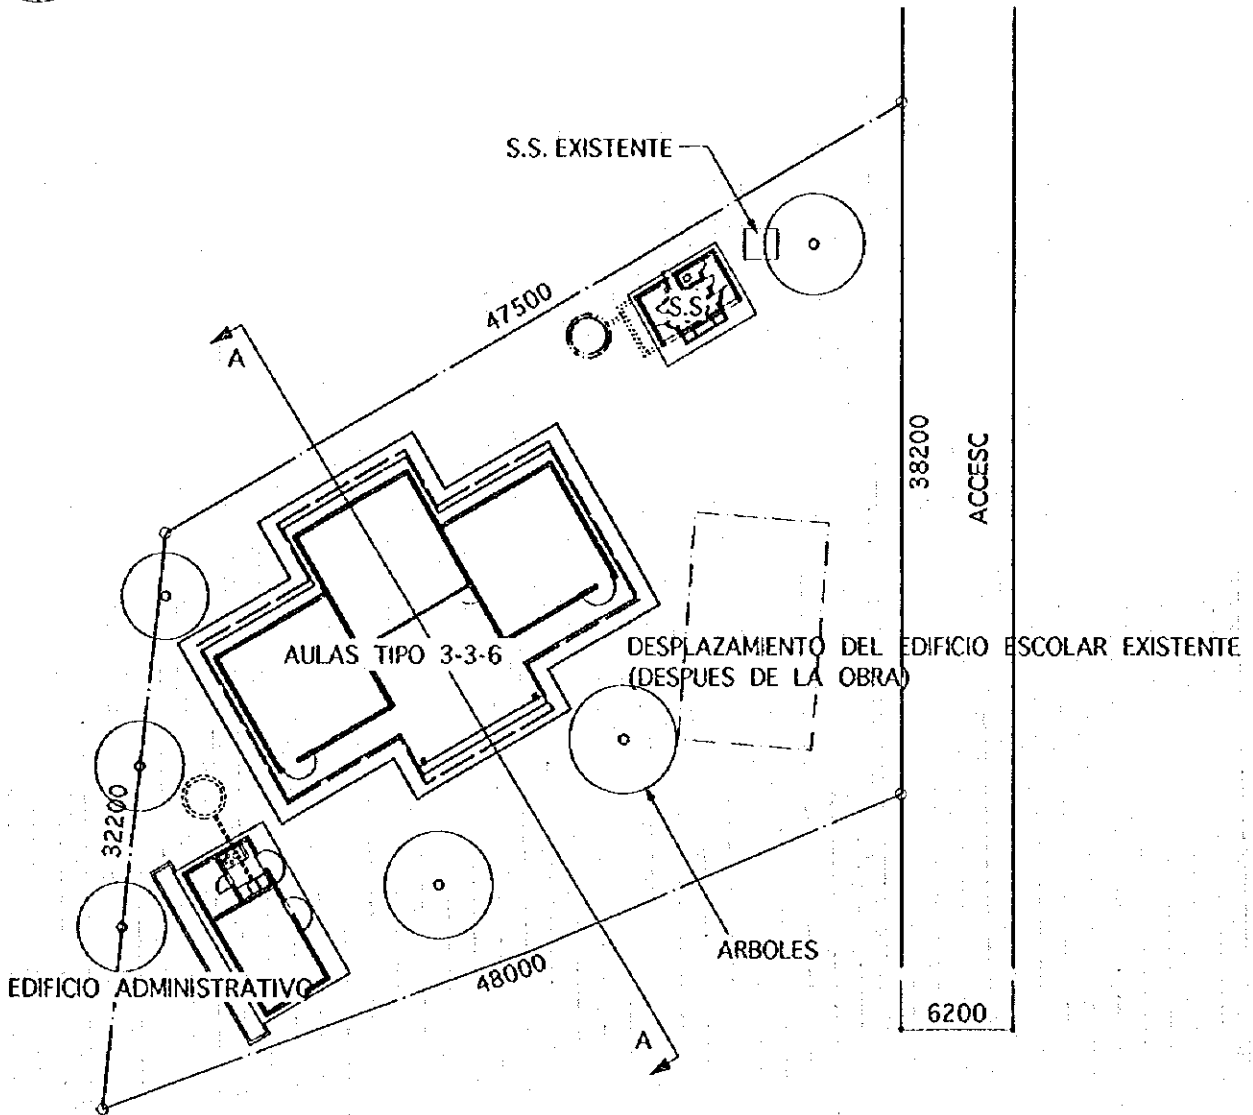 S.S. EXISTENTE
47500
S.S.
A
38200
ACCESC
AULAS TIPO 3-3-6
DESPLAZAMIENTO DEL EDIFICIO ESCOLAR EXISTENTE
(DESPUES DE LA OBRA)
32200
ARBOLES
EDIFICIO ADMINISTRATIVO
48000
6200
A